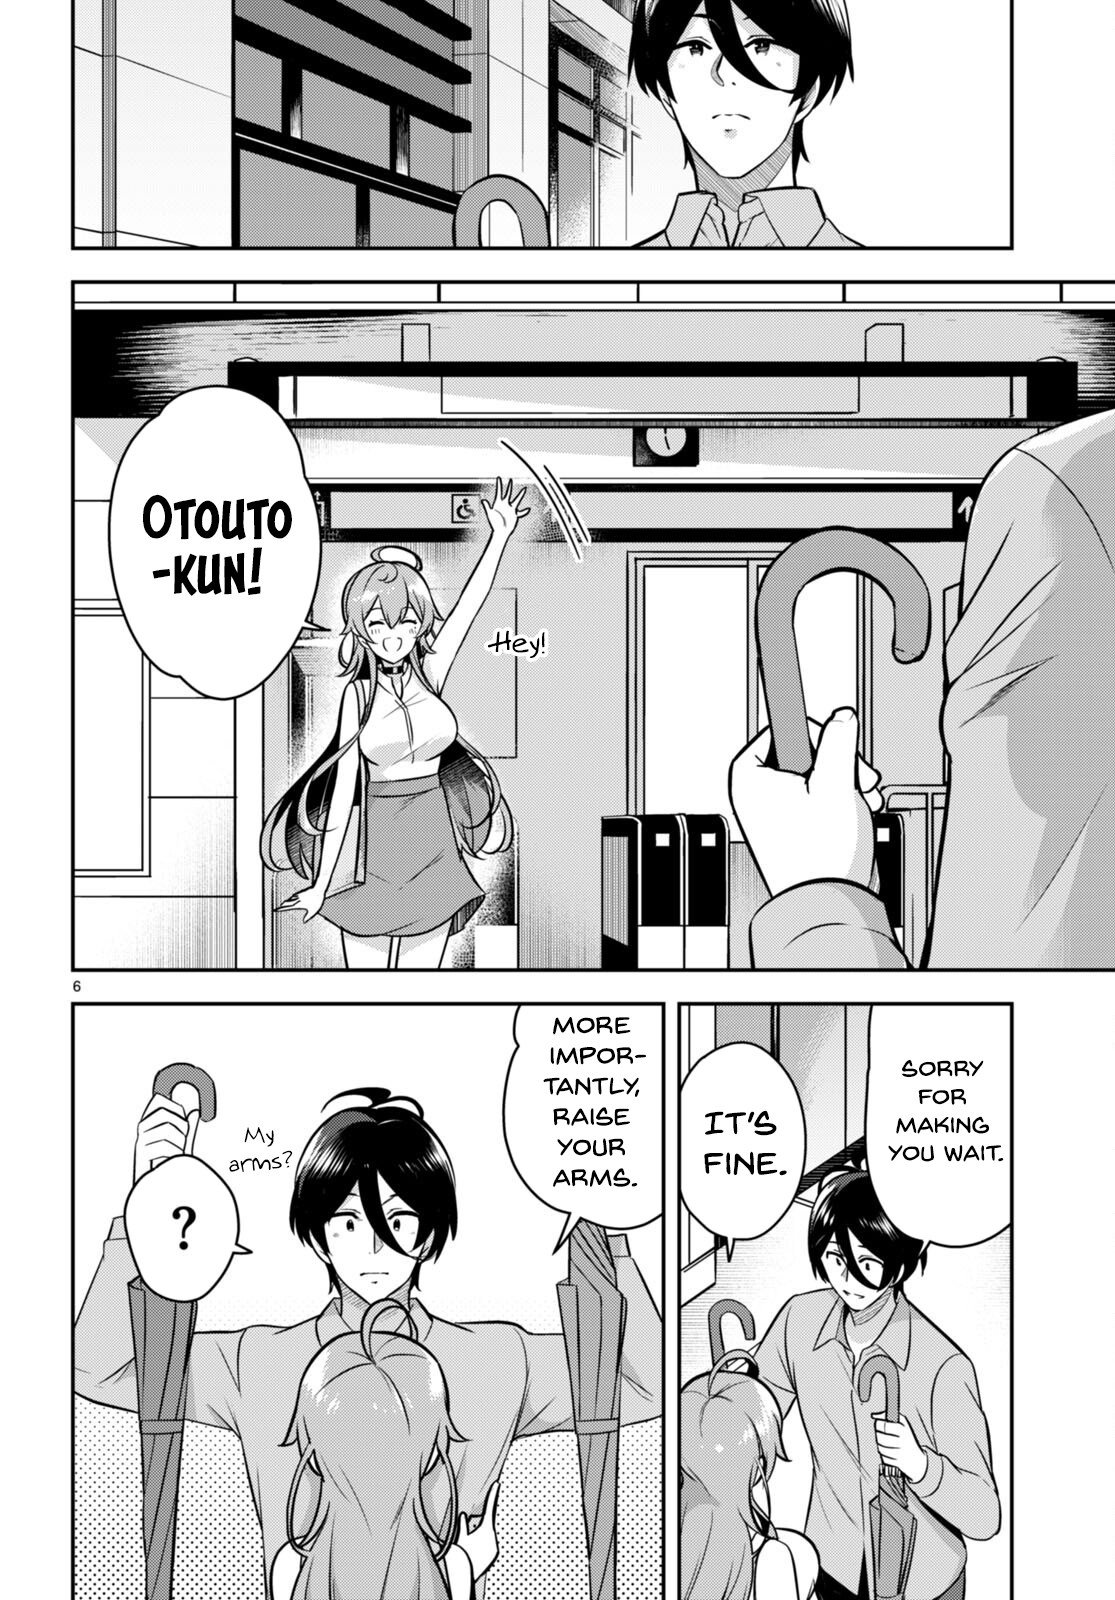 OTOUTO
-KUN!
Hey!
6
SORRY
FOR
MAKING
YOU WAIT.
IT'S
FINE.
MORE
IMPOR-
TANTLY,
RAISE
YOUR
ARMS.
My
arms?
?